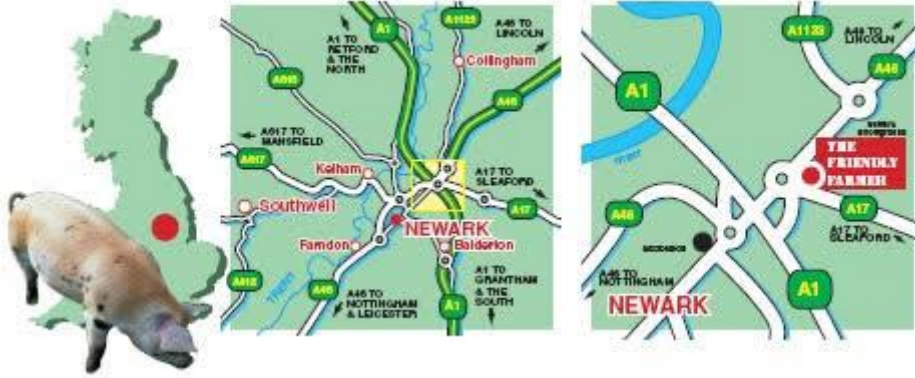 A1 TO
RETFORD
& THE
NORTH
A1
A1133
A46 TO
LINCOLN
Collingham
A616
A46
A617 TO
MANSFIELD
A617
Kelham
A17 TO
SLEAFORD
A17
Southwell
NEWARK
Farndon
Balderton
A612
A46
A46 TO
NOTTINGHAM
& LEICESTER
A1
A1 TO
GRANTHAM
& THE
SOUTH
A1133
A46 TO
LINCOLN
A46
A1
THE
FRIENDLY
FARMER
A17
A17 TO
SLEAFORD
A46
A46 TO
NOTTINGHAM
A1
NEWARK